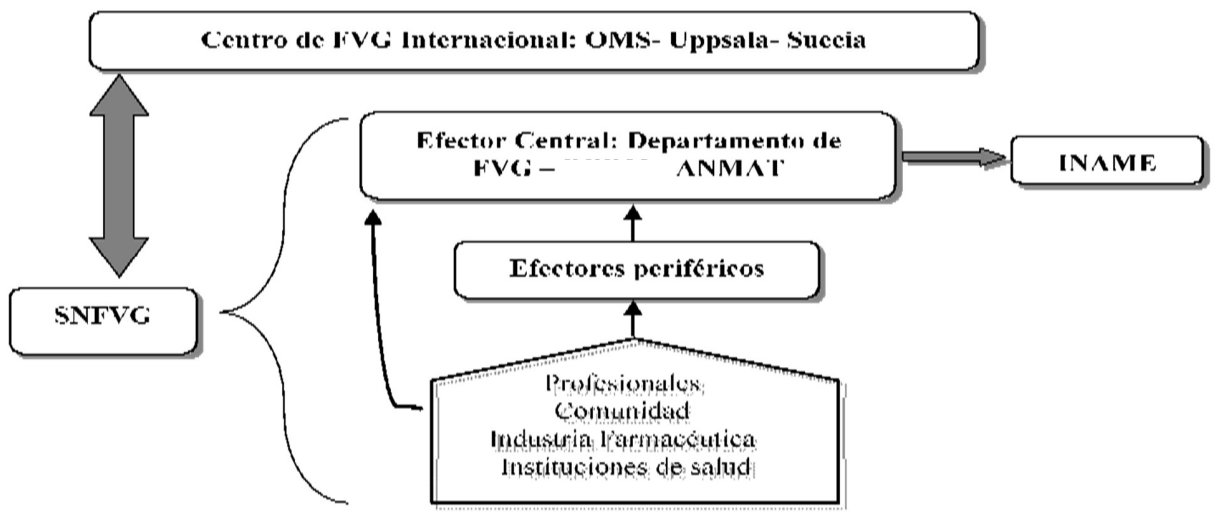 Centro de FVG Internacional: OMS- Uppsala- Suecia
Efector Central: Departamento de
FVG – ANMAT
INAME
Efectores periféricos
SNFVG
Profesionales
Comunidad
Industria Farmacéutica
Instituciones de salud